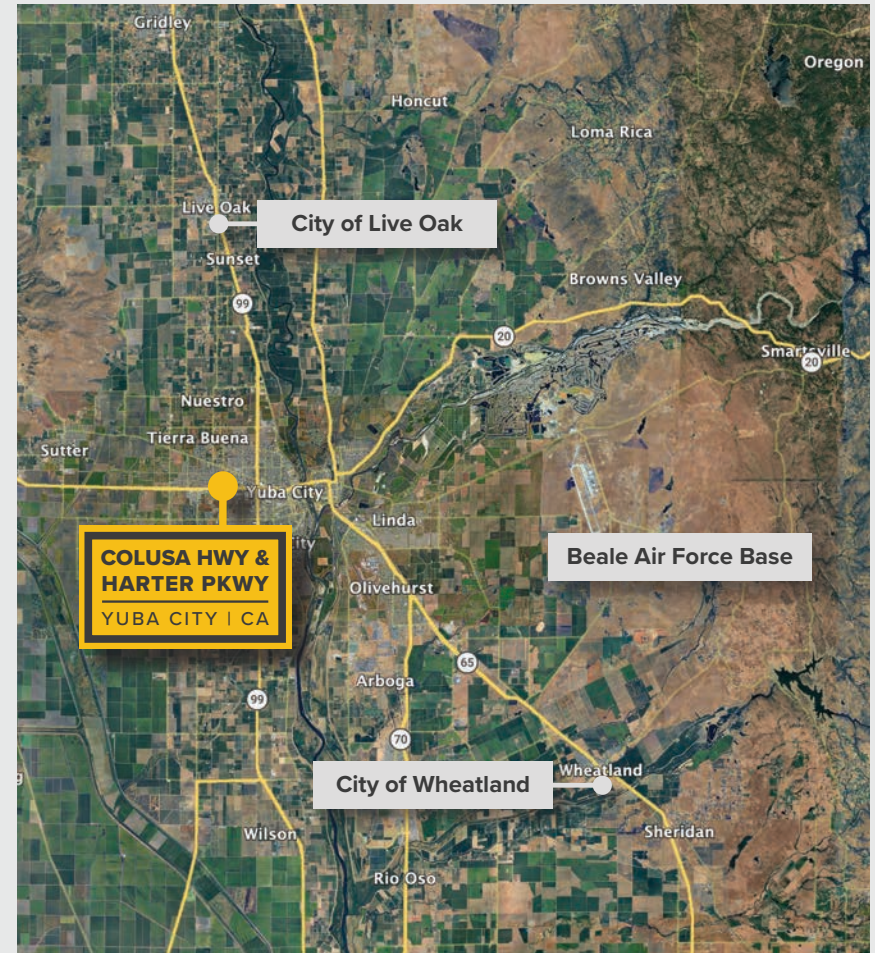 Gridley
Oregon
Honcut
Loma Rica
Live Oak
City of Live Oak
Sunset
Browns Valley
99
20
Smartsville
20
Nuestro
Tierra Buena
Sutter
Yuba City
Linda
City
COLUSA HWY &
HARTER PKWY
YUBA CITY | CA
Beale Air Force Base
Olivehurst
65
Arboga
99
70
Wheatland
City of Wheatland
Wilson
Sheridan
Rio Oso